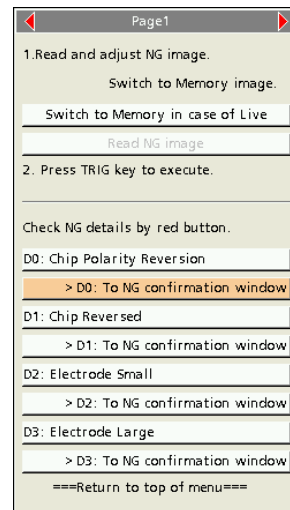 Page1
1.Read and adjust NG image.
Switch to Memory image.
Switch to Memory in case of Live
Read NG image
2. Press TRIG key to execute.
Check NG details by red button.
D0: Chip Polarity Reversion
> D0: To NG confirmation window
D1: Chip Reversed
> D1: To NG confirmation window
D2: Electrode Small
> D2: To NG confirmation window
D3: Electrode Large
> D3: To NG confirmation window
===Return to top of menu===